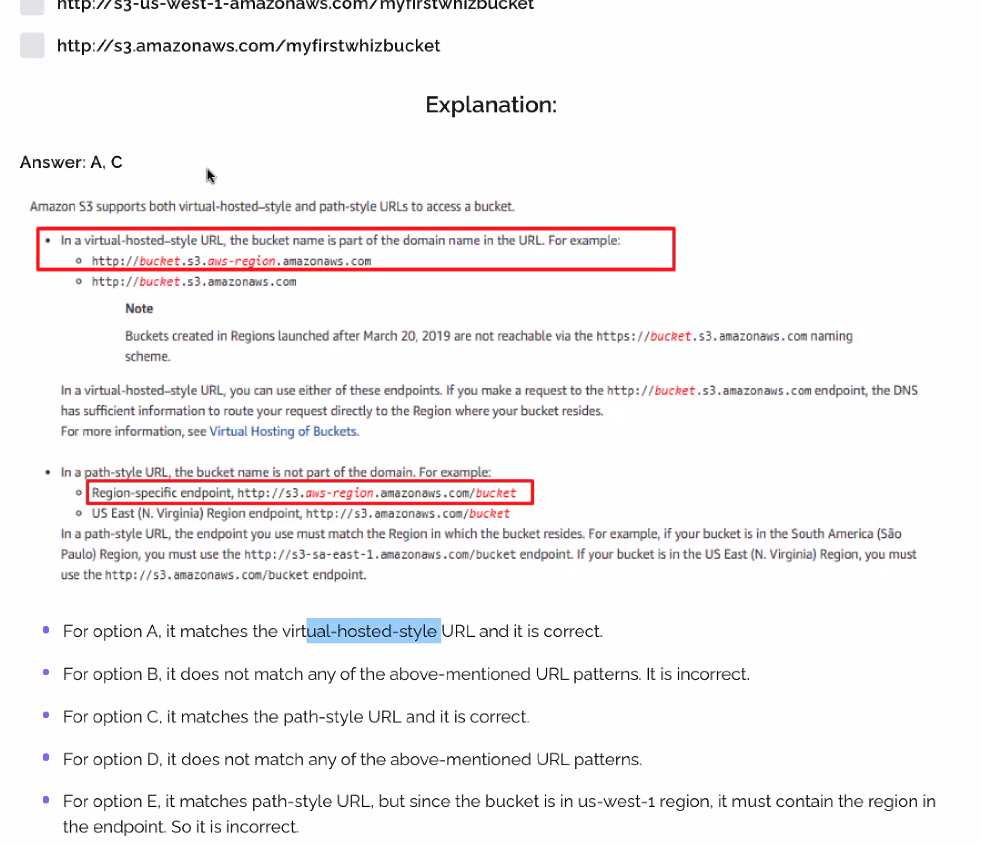 http://s3-us-west-1-amazonaws.com/myfirstwhizbucket
http://s3.amazonaws.com/myfirstwhizbucket
Explanation:
Answer: A, C
Amazon S3 supports both virtual-hosted–style and path-style URLs to access a bucket.
• In a virtual-hosted–style URL, the bucket name is part of the domain name in the URL. For example:
http://bucket.s3.aws-region.amazonaws.com
http://bucket.s3.amazonaws.com
Note
Buckets created in Regions launched after March 20, 2019 are not reachable via the https://bucket.s3.amazonaws.com naming
scheme.
In a virtual-hosted–style URL, you can use either of these endpoints. If you make a request to the http://bucket.s3.amazonaws.com endpoint, the DNS
has sufficient information to route your request directly to the Region where your bucket resides.
For more information, see Virtual Hosting of Buckets.
• In a path-style URL, the bucket name is not part of the domain. For example:
Region-specific endpoint, http://s3.aws-region.amazonaws.com/bucket
US East (N. Virginia) Region endpoint, http://s3.amazonaws.com/bucket
In a path-style URL, the endpoint you use must match the Region in which the bucket resides. For example, if your bucket is in the South America (São
Paulo) Region, you must use the http://s3-sa-east-1.amazonaws.com/bucket endpoint. If your bucket is in the US East (N. Virginia) Region, you must
use the http://s3.amazonaws.com/bucket endpoint.
• For option A, it matches the virtual-hosted-style URL and it is correct.
• For option B, it does not match any of the above-mentioned URL patterns. It is incorrect.
• For option C, it matches the path-style URL and it is correct.
• For option D, it does not match any of the above-mentioned URL patterns.
• For option E, it matches path-style URL, but since the bucket is in us-west-1 region, it must contain the region in
the endpoint. So it is incorrect.